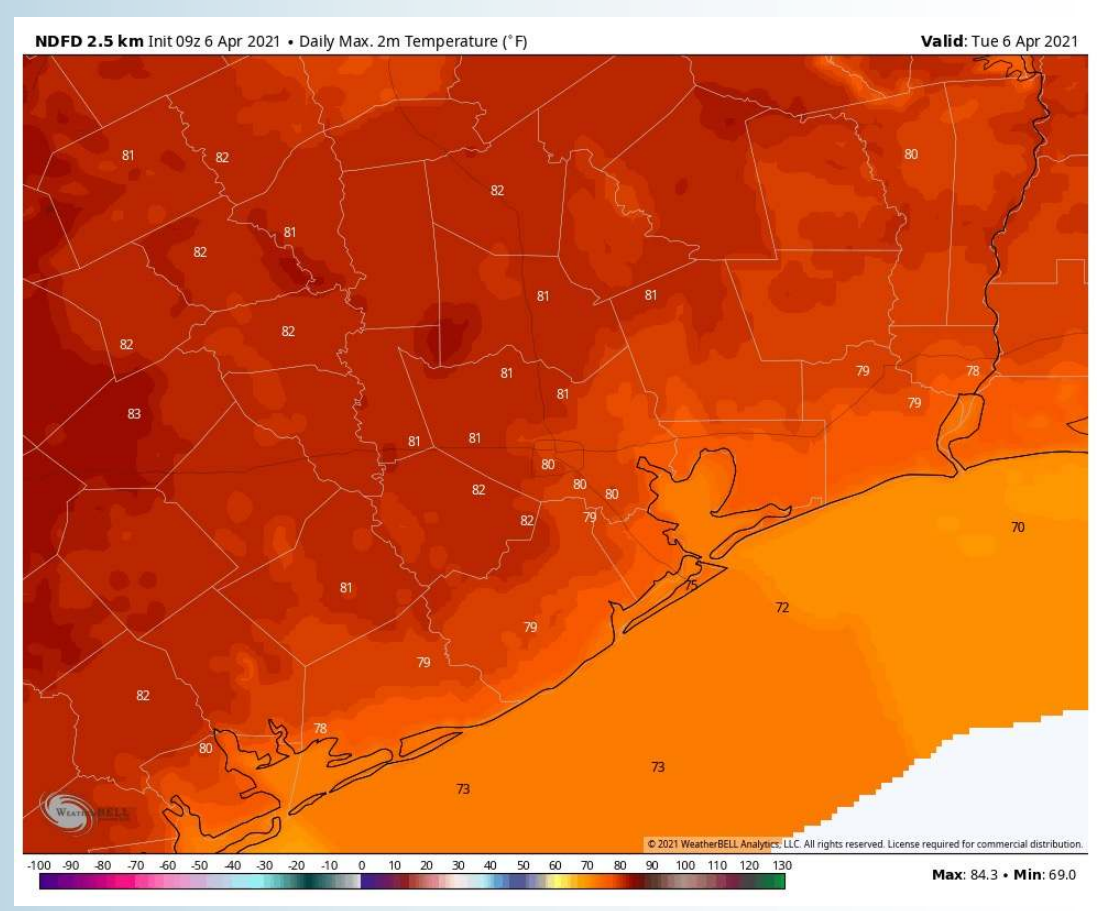 NDFD 2.5 km Init 09z 6 Apr 2021 • Daily Max. 2m Temperature (°F) Valid: Tue 6 Apr 2021
81 82 80
82
81
82
81 81
82
82
81 79 78
81 79
83
81 81
80
82 80 80
82 79
70
81 75
72
79
79
82
78
80
73
73
WEATHERBELL
© 2021 WeatherBELL Analytics, LLC. All rights reserved. License required for commercial distribution.
-100 -90 -80 -70 -60 -50 -40 -30 -20 -10 0 10 20 30 40 50 60 70 80 90 100 110 120 130
Max: 84.3 • Min: 69.0